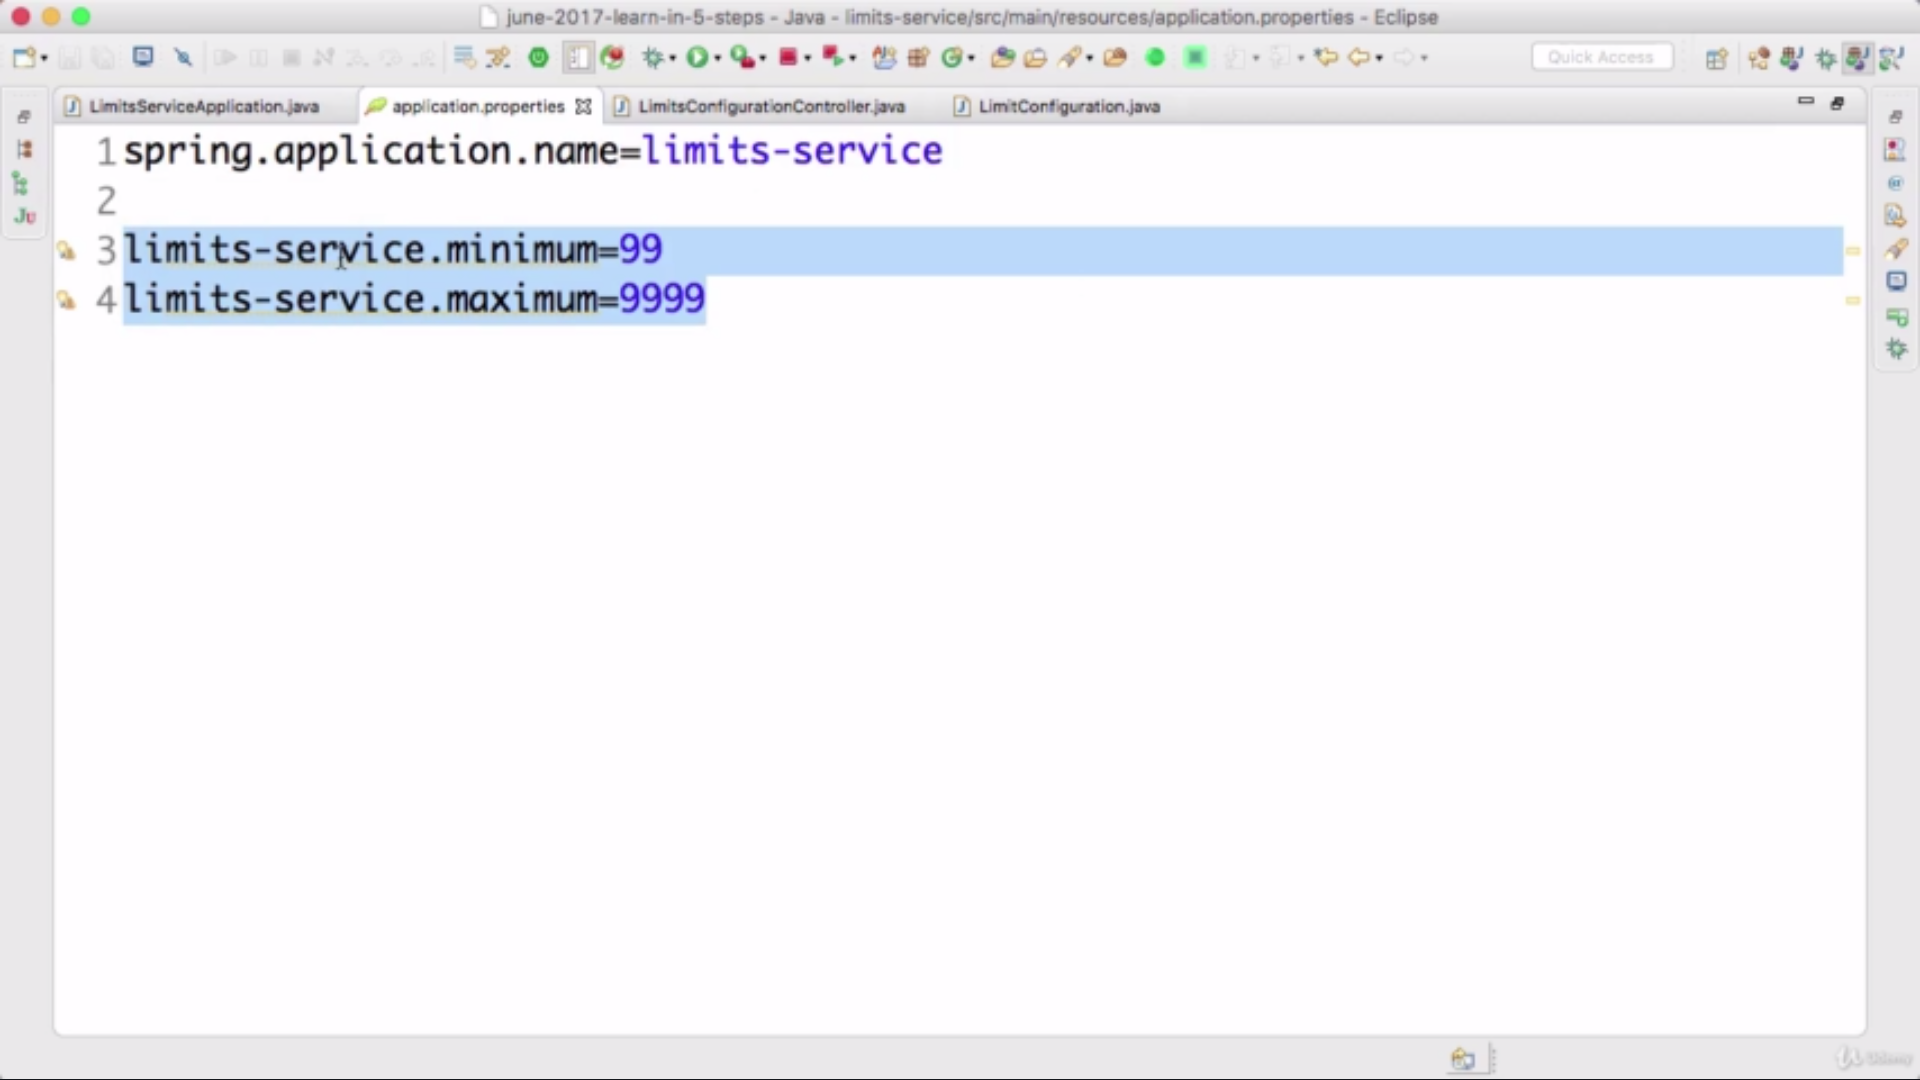 june-2017-learn-in-5-steps - Java - limits-service/src/main/resources/application.properties - Eclipse
Quick Access
LimitsServiceApplication.java application.properties LimitsConfigurationController.java LimitConfiguration.java
1 spring.application.name=limits-service
2
3 limits-service.minimum=99
4 limits-service.maximum=9999
Ju
Udemy